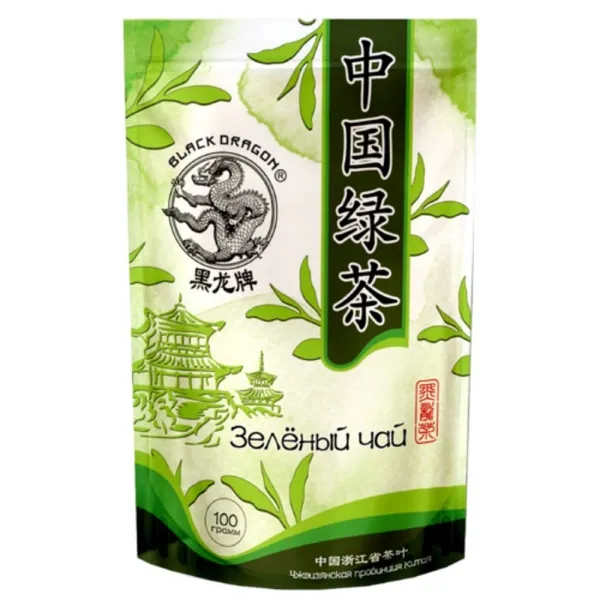 BLACK DRAGON®
黑龙牌
中国绿茶
Зелёный чай
100
грамм
中国浙江省茶叶
Чжэцзянская провинция Китая